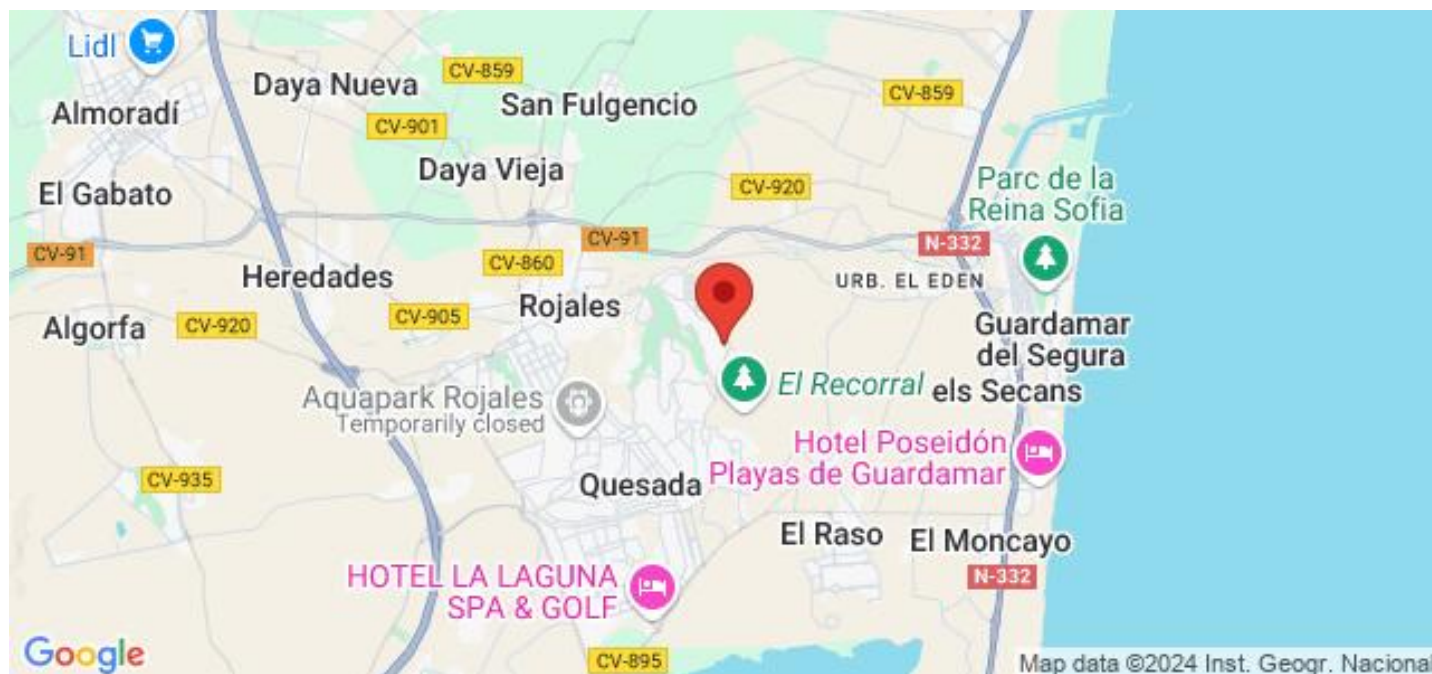 Lidl
Daya Nueva
CV-859
San Fulgencio
CV-859
Almoradí
CV-901
Daya Vieja
CV-920
Parc de la
Reina Sofia
El Gabato
CV-91
CV-91
N-332
Heredades
CV-860
URB. EL EDEN
Rojales
Algorfa
CV-920
CV-905
Guardamar
del Segura
Aquapark Rojales
Temporarily closed
El Recorral
els Secans
Hotel Poseidón
Playas de Guardamar
CV-935
Quesada
El Raso
El Moncayo
HOTEL LA LAGUNA
SPA & GOLF
N-332
Google
CV-895
Map data ©2024 Inst. Geogr. Nacional